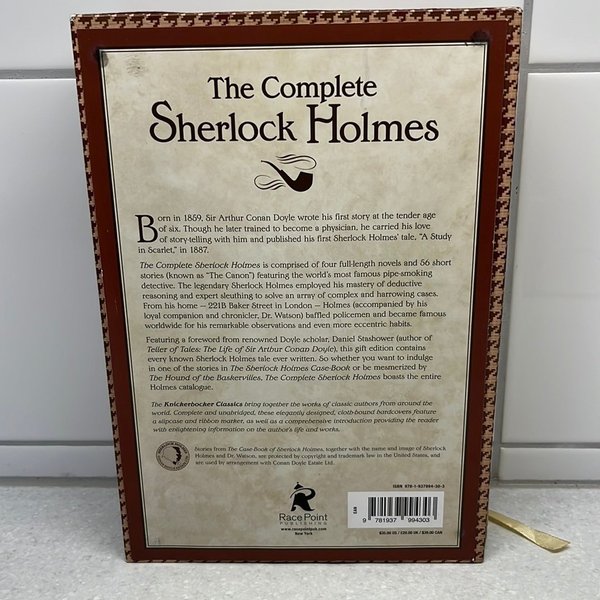 The Complete
Sherlock Holmes
Born in 1859, Sir Arthur Conan Doyle wrote his first story at the tender age
of six. Though he later trained to become a physician, he carried his love
of story-telling with him and published his first Sherlock Holmes' tale, "A Study
in Scarlet," in 1887.
The Complete Sherlock Holmes is comprised of four full-length novels and 56 short
stories (known as "The Canon") featuring the world's most famous pipe-smoking
detective. The legendary Sherlock Holmes employed his mastery of deductive
reasoning and expert sleuthing to solve an array of complex and harrowing cases.
From his home — 221B Baker Street in London — Holmes (accompanied by his
loyal companion and chronicler, Dr. Watson) baffled policemen and became famous
worldwide for his remarkable observations and even more eccentric habits.
Featuring a foreword from renowned Doyle scholar, Daniel Stashower (author of
Teller of Tales: The Life of Sir Arthur Conan Doyle), this gift edition contains
every known Sherlock Holmes tale ever written. So whether you want to indulge
in one of the stories in The Sherlock Holmes Case-Book or be mesmerized by
The Hound of the Baskervilles, The Complete Sherlock Holmes boasts the entire
Holmes catalogue.
The Knickerbocker Classics bring together the works of classic authors from around the
world. Complete and unabridged, these elegantly designed, cloth-bound hardcovers feature
a slipcase and ribbon marker, as well as a comprehensive introduction providing the reader
with enlightening information on the author's life and works.
Stories from The Case-Book of Sherlock Holmes, together with the name and image of Sherlock
Holmes and Dr. Watson, are protected by copyright and trademark law in the United States, and
are used by arrangement with Conan Doyle Estate Ltd.
Race Point
PUBLISHING
www.racepointpub.com
New York
ISBN 978-1-937994-30-3
EAN
9 781937 994303
$35.00 US / £20.00 UK / $39.00 CAN